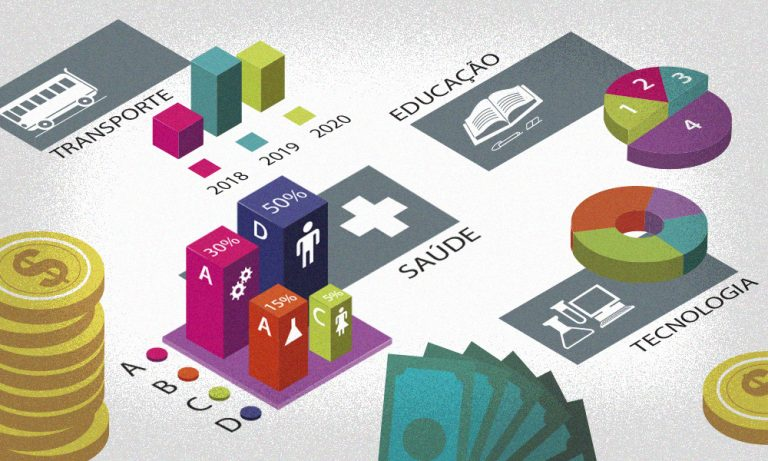 TRANSPORTE
2018
2019
2020
EDUCAÇÃO
1
2
3
4
SAÚDE
50%
D
30%
A
15%
A
5%
C
A
B
C
D
TECNOLOGIA
$
$